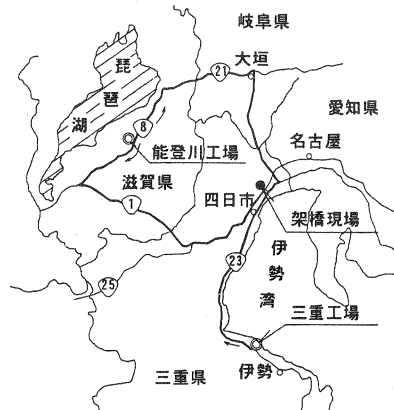 岐阜県
琵琶湖
21
大垣
愛知県
8
名古屋
能登川工場
滋賀県
1
四日市
架橋現場
23
伊勢湾
25
三重工場
三重県
伊勢